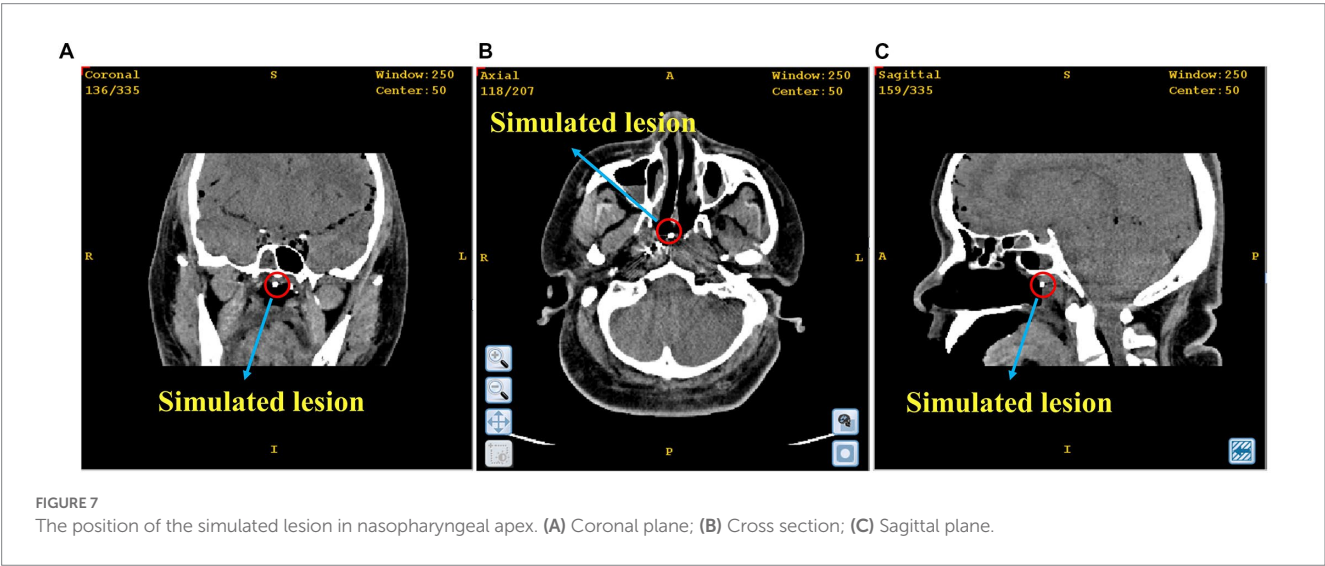 A
Coronal
136/335
S
Window:250
Center:50
R
L
Simulated lesion
I
B
Axial
118/207
A
Window:250
Center:50
Simulated lesion
R
L
P
C
Sagittal
159/335
S
Window:250
Center:50
A
P
Simulated lesion
I
FIGURE 7
The position of the simulated lesion in nasopharyngeal apex. (A) Coronal plane; (B) Cross section; (C) Sagittal plane.